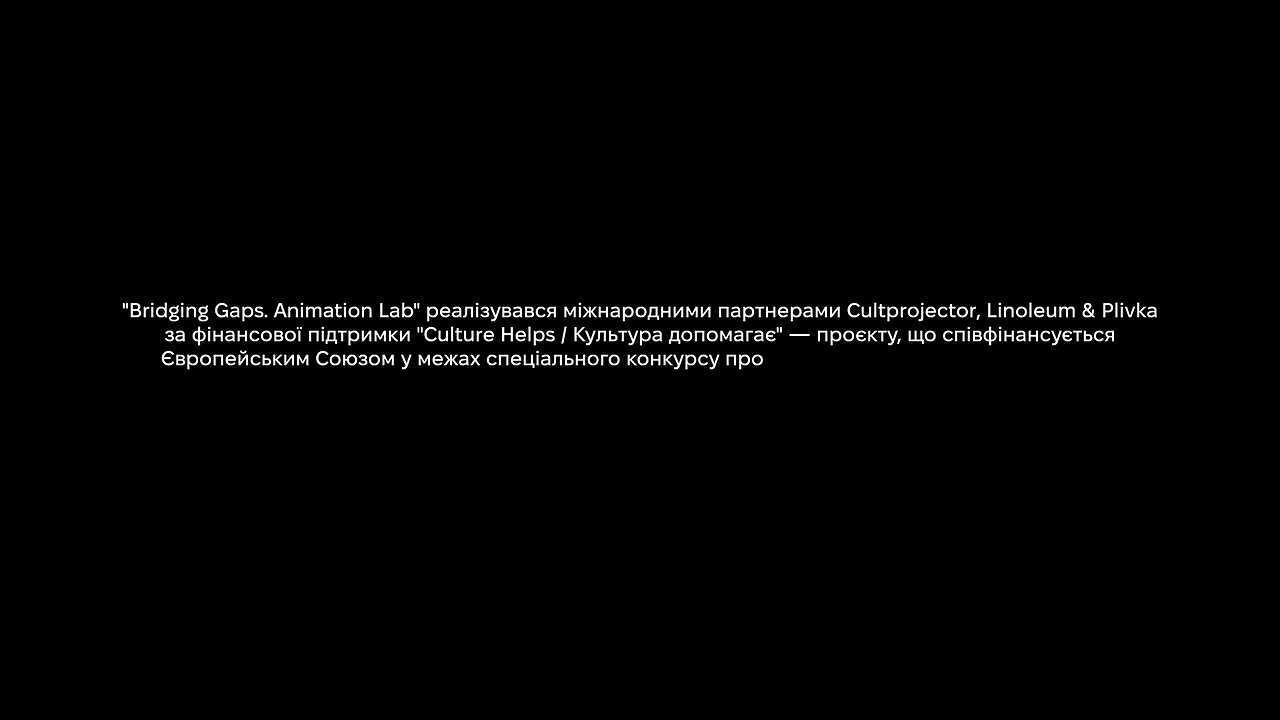 "Bridging Gaps. Animation Lab" реалізувався міжнародними партнерами Cultprojector, Linoleum & Plivka
за фінансової підтримки "Culture Helps / Культура допомагає" — проєкту, що співфінансується
Європейським Союзом у межах спеціального конкурсу про